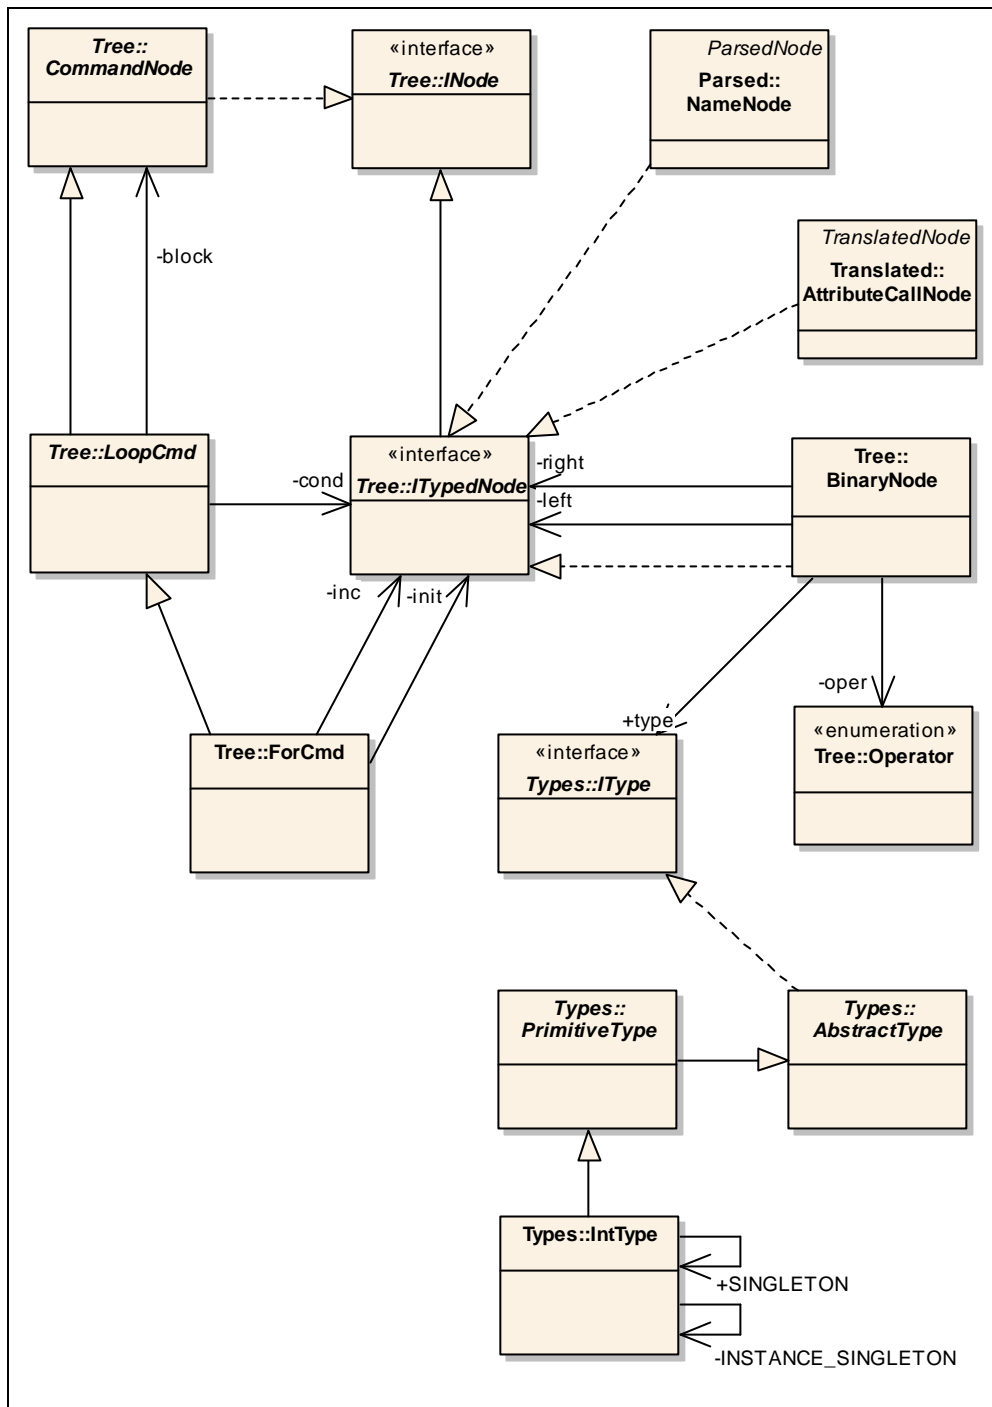 Tree::
CommandNode
«interface»
Tree::INode
ParsedNode
Parsed::
NameNode
TranslatedNode
Translated::
AttributeCallNode
-block
Tree::LoopCmd
-cond
«interface»
Tree::ITypedNode
-right
-left
Tree::
BinaryNode
-inc
-init
-oper
+type
Tree::ForCmd
«interface»
Types::IType
«enumeration»
Tree::Operator
Types::
PrimitiveType
Types::
AbstractType
Types::IntType
+SINGLETON
-INSTANCE_SINGLETON